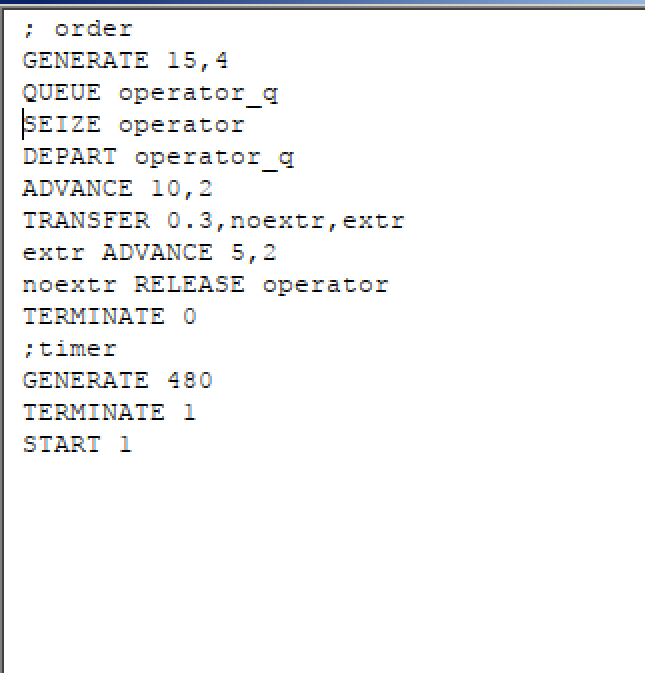 ; order
GENERATE 15,4
QUEUE operator_q
SEIZE operator
DEPART operator_q
ADVANCE 10,2
TRANSFER 0.3,noextr,extr
extr ADVANCE 5,2
noextr RELEASE operator
TERMINATE 0
;timer
GENERATE 480
TERMINATE 1
START 1